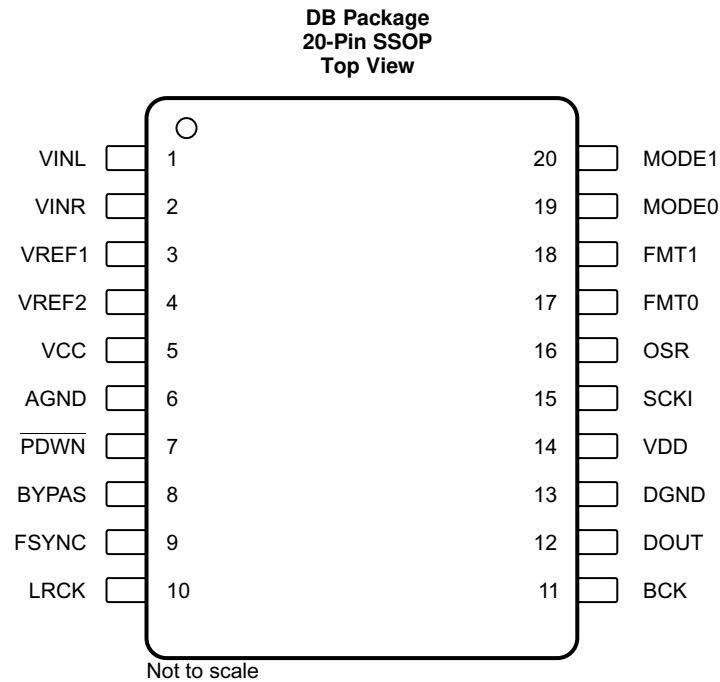 DB Package
20-Pin SSOP
Top View
VINL 1 20 MODE1
VINR 2 19 MODE0
VREF1 3 18 FMT1
VREF2 4 17 FMT0
VCC 5 16 OSR
AGND 6 15 SCKI
PDWN 7 14 VDD
BYPAS 8 13 DGND
FSYNC 9 12 DOUT
LRCK 10 11 BCK
Not to scale